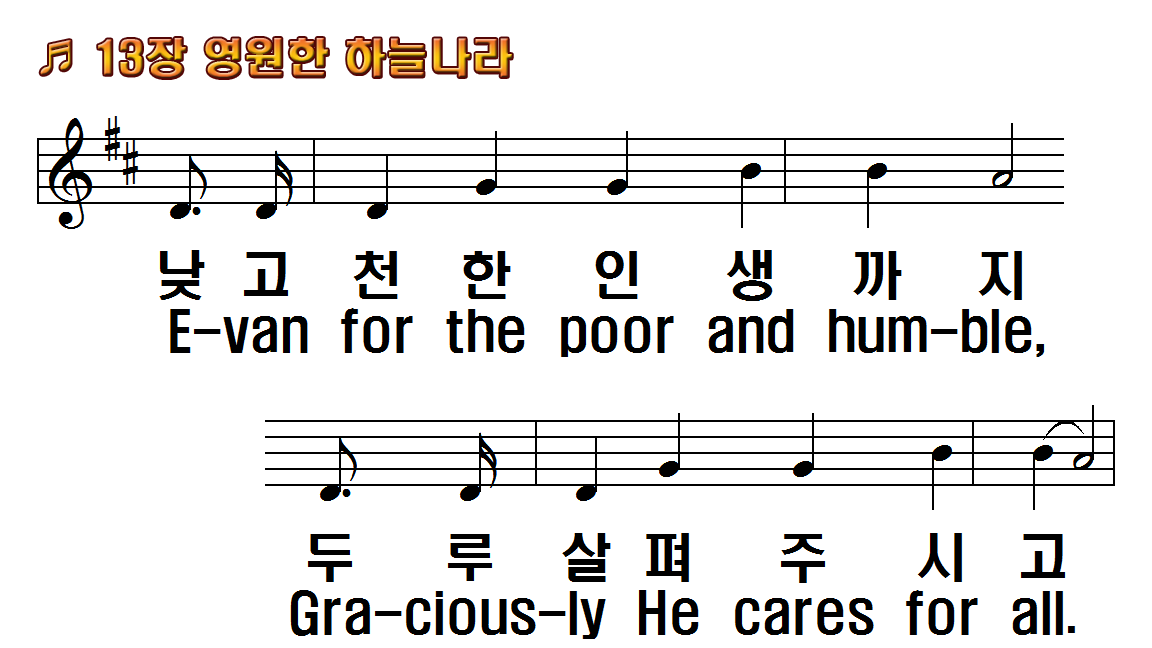 ♬ 13장 영원한 하늘나라
낮 고 천 한 인 생 까 지
E-van for the poor and hum-ble,
두 루 살 펴 주 시 고
Gra-cious-ly He cares for all.